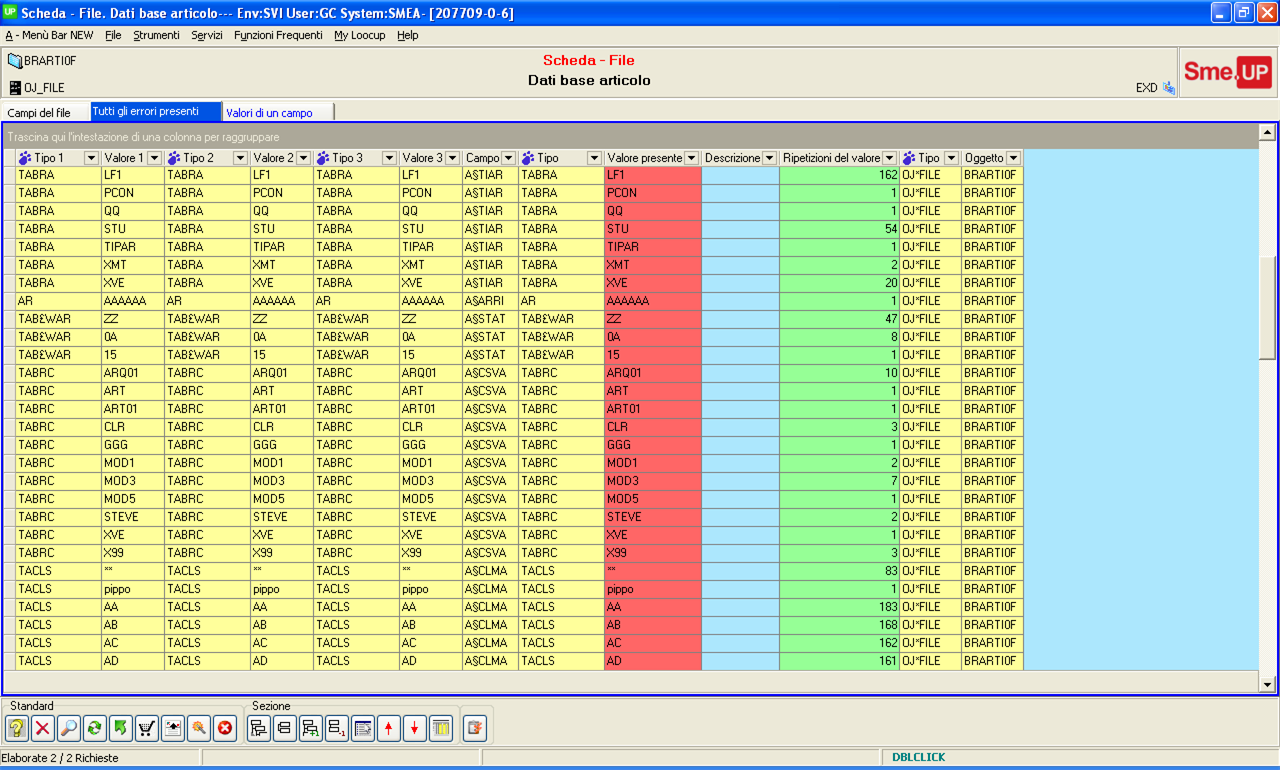 UP Scheda - File. Dati base articolo--- Env:SVI User:GC System:SMEA- [207709-0-6]
A - Menù Bar NEW File Strumenti Servizi Funzioni Frequenti My Loocup Help
BRARTI0F
Scheda - File
Dati base articolo
OJ_FILE
EXD
Sme.UP
Campi del file Tutti gli errori presenti Valori di un campo
Trascina qui l'intestazione di una colonna per raggruppare
Tipo 1 Valore 1 Tipo 2 Valore 2 Tipo 3 Valore 3 Campo Tipo Valore presente Descrizione Ripetizioni del valore Tipo Oggetto
TABRA LF1 TABRA LF1 TABRA LF1 A§TIAR TABRA LF1 162 OJ*FILE BRARTI0F
TABRA PCON TABRA PCON TABRA PCON A§TIAR TABRA PCON 1 OJ*FILE BRARTI0F
TABRA QQ TABRA QQ TABRA QQ A§TIAR TABRA QQ 1 OJ*FILE BRARTI0F
TABRA STU TABRA STU TABRA STU A§TIAR TABRA STU 54 OJ*FILE BRARTI0F
TABRA TIPAR TABRA TIPAR TABRA TIPAR A§TIAR TABRA TIPAR 1 OJ*FILE BRARTI0F
TABRA XMT TABRA XMT TABRA XMT A§TIAR TABRA XMT 2 OJ*FILE BRARTI0F
TABRA XVE TABRA XVE TABRA XVE A§TIAR TABRA XVE 20 OJ*FILE BRARTI0F
AR AAAAAA AR AAAAAA AR AAAAAA A§ARRI AR AAAAAA 1 OJ*FILE BRARTI0F
TAB£WAR ZZ TAB£WAR ZZ TAB£WAR ZZ A§STAT TAB£WAR ZZ 47 OJ*FILE BRARTI0F
TAB£WAR 0A TAB£WAR 0A TAB£WAR 0A A§STAT TAB£WAR 0A 8 OJ*FILE BRARTI0F
TAB£WAR 15 TAB£WAR 15 TAB£WAR 15 A§STAT TAB£WAR 15 1 OJ*FILE BRARTI0F
TABRC ARQ01 TABRC ARQ01 TABRC ARQ01 A§CSVA TABRC ARQ01 10 OJ*FILE BRARTI0F
TABRC ART TABRC ART TABRC ART A§CSVA TABRC ART 1 OJ*FILE BRARTI0F
TABRC ART01 TABRC ART01 TABRC ART01 A§CSVA TABRC ART01 1 OJ*FILE BRARTI0F
TABRC CLR TABRC CLR TABRC CLR A§CSVA TABRC CLR 3 OJ*FILE BRARTI0F
TABRC GGG TABRC GGG TABRC GGG A§CSVA TABRC GGG 1 OJ*FILE BRARTI0F
TABRC MOD1 TABRC MOD1 TABRC MOD1 A§CSVA TABRC MOD1 2 OJ*FILE BRARTI0F
TABRC MOD3 TABRC MOD3 TABRC MOD3 A§CSVA TABRC MOD3 7 OJ*FILE BRARTI0F
TABRC MOD5 TABRC MOD5 TABRC MOD5 A§CSVA TABRC MOD5 1 OJ*FILE BRARTI0F
TABRC STEVE TABRC STEVE TABRC STEVE A§CSVA TABRC STEVE 2 OJ*FILE BRARTI0F
TABRC XVE TABRC XVE TABRC XVE A§CSVA TABRC XVE 1 OJ*FILE BRARTI0F
TABRC X99 TABRC X99 TABRC X99 A§CSVA TABRC X99 3 OJ*FILE BRARTI0F
TACLS ** TACLS ** TACLS ** A§CLMA TACLS ** 83 OJ*FILE BRARTI0F
TACLS pippo TACLS pippo TACLS pippo A§CLMA TACLS pippo 1 OJ*FILE BRARTI0F
TACLS AA TACLS AA TACLS AA A§CLMA TACLS AA 183 OJ*FILE BRARTI0F
TACLS AB TACLS AB TACLS AB A§CLMA TACLS AB 168 OJ*FILE BRARTI0F
TACLS AC TACLS AC TACLS AC A§CLMA TACLS AC 162 OJ*FILE BRARTI0F
TACLS AD TACLS AD TACLS AD A§CLMA TACLS AD 161 OJ*FILE BRARTI0F
Standard Sezione
Elaborate 2 / 2 Richieste DBLCLICK